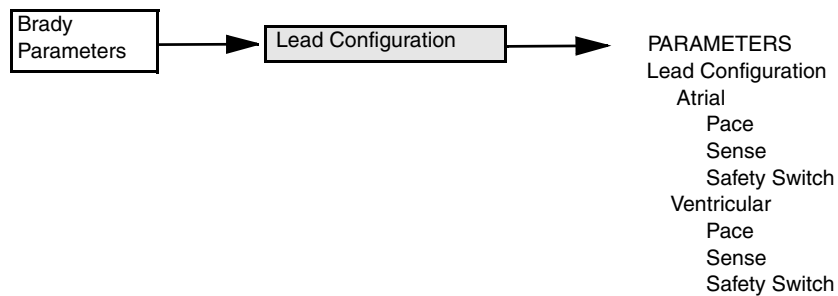 Brady
Parameters
Lead Configuration
PARAMETERS
Lead Configuration
Atrial
Pace
Sense
Safety Switch
Ventricular
Pace
Sense
Safety Switch